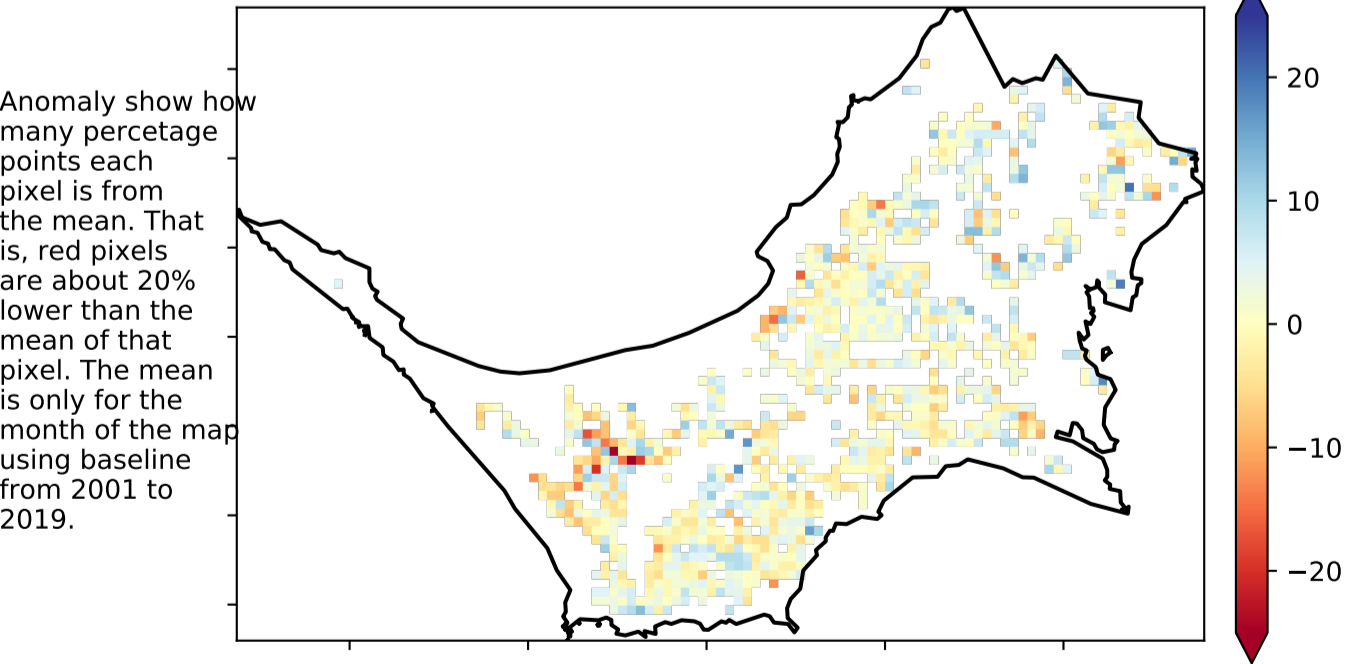 Anomaly show how
many percetage
points each
pixel is from
the mean. That
is, red pixels
are about 20%
lower than the
mean of that
pixel. The mean
is only for the
month of the map
using baseline
from 2001 to
2019.
20
10
0
−10
−20